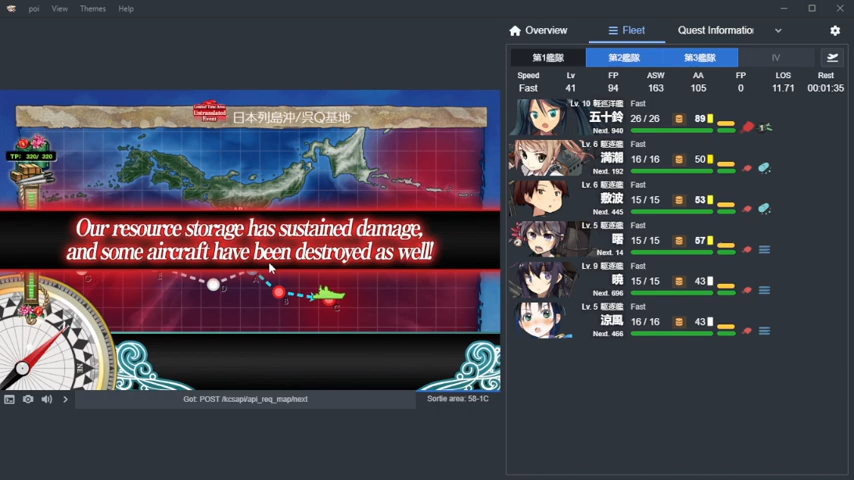 poi View Themes Help
Overview Fleet Quest Informatio
第1艦隊 第2艦隊 第3艦隊 IV
Speed Lv FP ASW AA FP LOS Rest
Fast 41 94 163 105 0 11.71 00:01:35
Limited Time Area
Untranslated
Event
日本列島沖/呉Q基地
TP: 320/ 320
Our resource storage has sustained damage,
and some aircraft have been destroyed as well!
D
C
NE
Lv. 10 軽巡洋艦 Fast
五十鈴 26 / 26 89
Next. 940
Lv. 6 駆逐艦 Fast
満潮 16 / 16 50
Next. 192
Lv. 6 駆逐艦 Fast
敷波 15 / 15 53
Next. 445
Lv. 5 駆逐艦 Fast
曙 15 / 15 57
Next. 14
Lv. 9 駆逐艦 Fast
暁 15 / 15 43
Next. 696
Lv. 5 駆逐艦 Fast
涼風 16 / 16 43
Next. 466
Got: POST /kcsapi/api_req_map/next
Sortie area: 58-1C